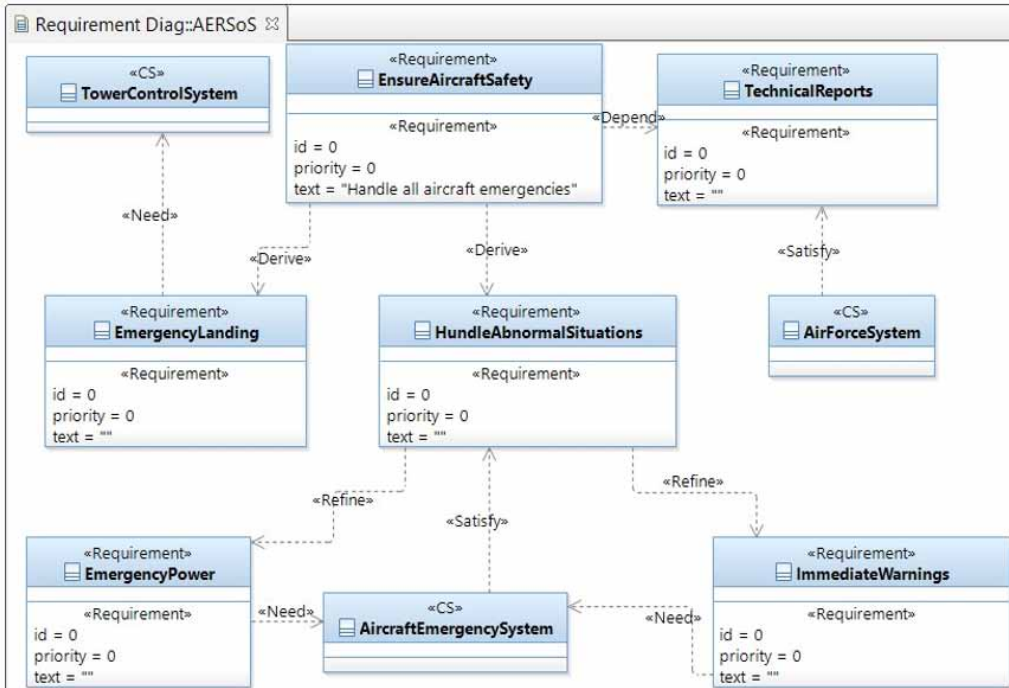 Requirement Diag::AERSoS
«CS»
TowerControlSystem
«Requirement»
EnsureAircraftSafety
«Requirement»
id = 0
priority = 0
text = "Handle all aircraft emergencies"
«Depend»
«Requirement»
TechnicalReports
«Requirement»
id = 0
priority = 0
text = ""
«Need»
«Derive»
«Derive»
«Satisfy»
«Requirement»
EmergencyLanding
«Requirement»
id = 0
priority = 0
text = ""
«Requirement»
HundleAbnormalSituations
«Requirement»
id = 0
priority = 0
text = ""
«CS»
AirForceSystem
«Refine»
«Satisfy»
«Refine»
«Requirement»
EmergencyPower
«Requirement»
id = 0
priority = 0
text = ""
«Need»
«CS»
AircraftEmergencySystem
«Need»
«Requirement»
ImmediateWarnings
«Requirement»
id = 0
priority = 0
text = ""